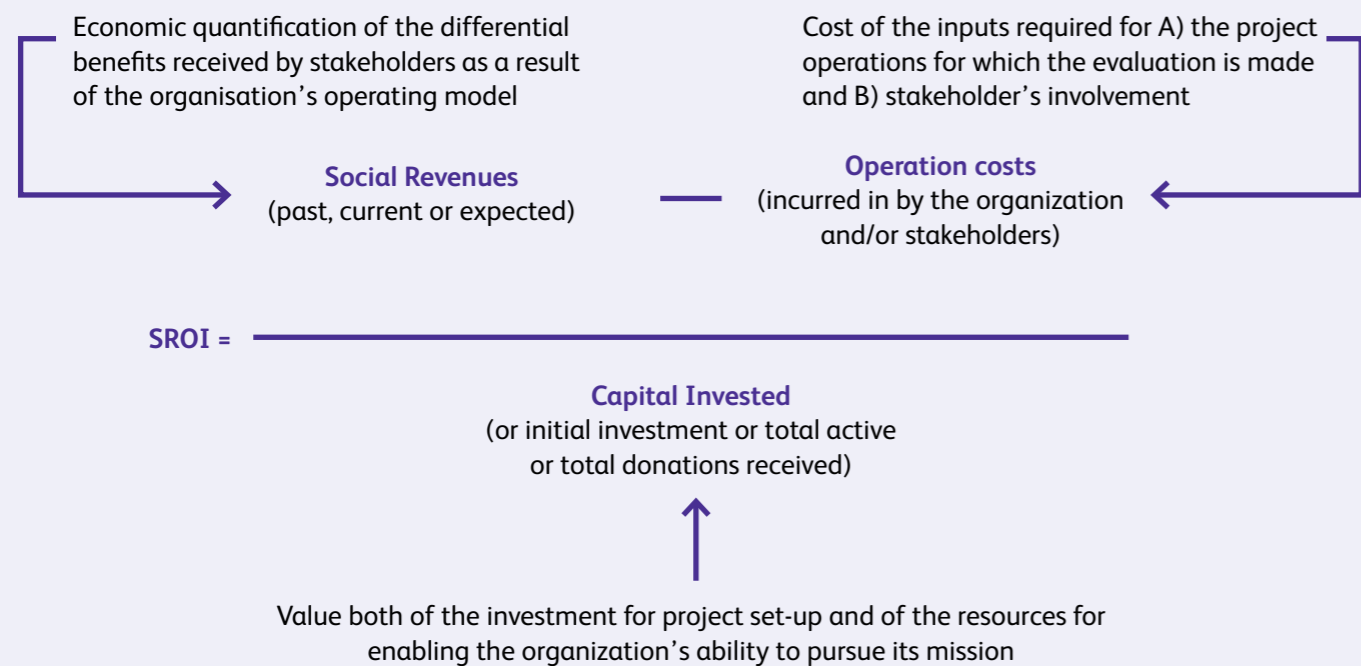 Economic quantification of the differential
benefits received by stakeholders as a result
of the organisation's operating model
Cost of the inputs required for A) the project
operations for which the evaluation is made
and B) stakeholder's involvement
Social Revenues
(past, current or expected)
—
Operation costs
(incurred in by the organization
and/or stakeholders)
SROI =
Capital Invested
(or initial investment or total active
or total donations received)
Value both of the investment for project set-up and of the resources for
enabling the organization's ability to pursue its mission